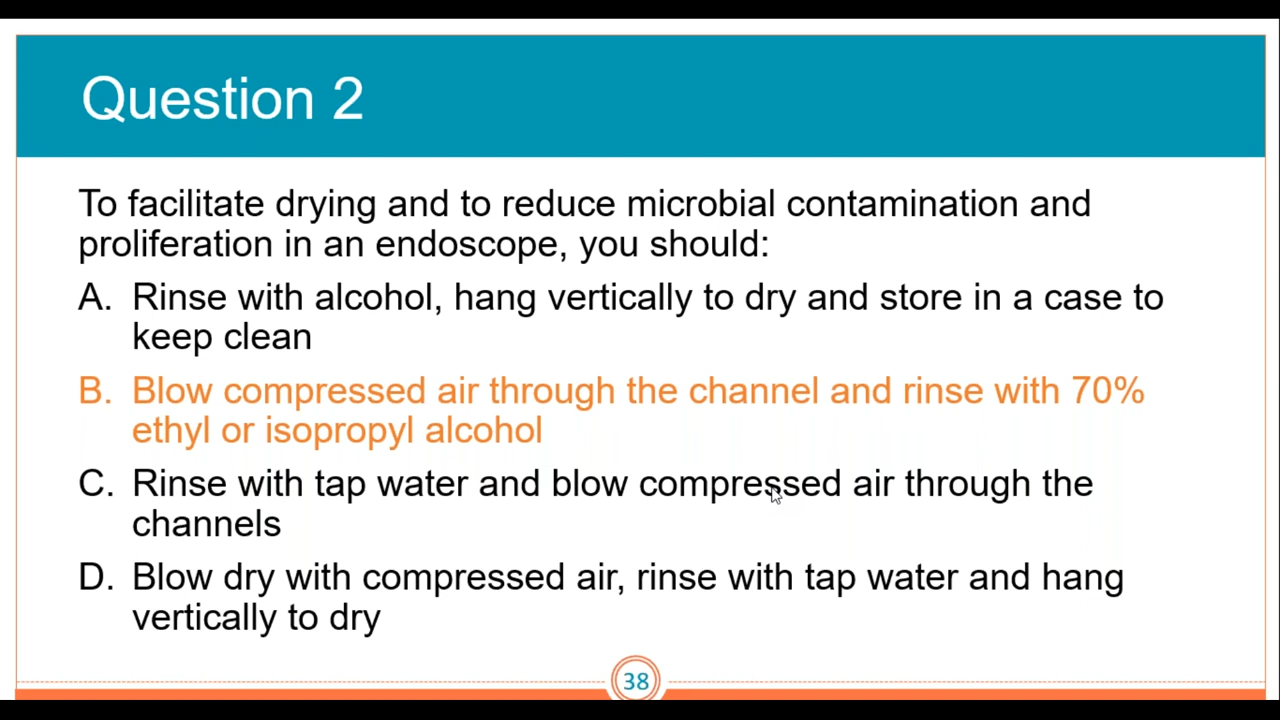 Question 2
To facilitate drying and to reduce microbial contamination and
proliferation in an endoscope, you should:
A. Rinse with alcohol, hang vertically to dry and store in a case to
keep clean
B. Blow compressed air through the channel and rinse with 70%
ethyl or isopropyl alcohol
C. Rinse with tap water and blow compressed air through the
channels
D. Blow dry with compressed air, rinse with tap water and hang
vertically to dry
38